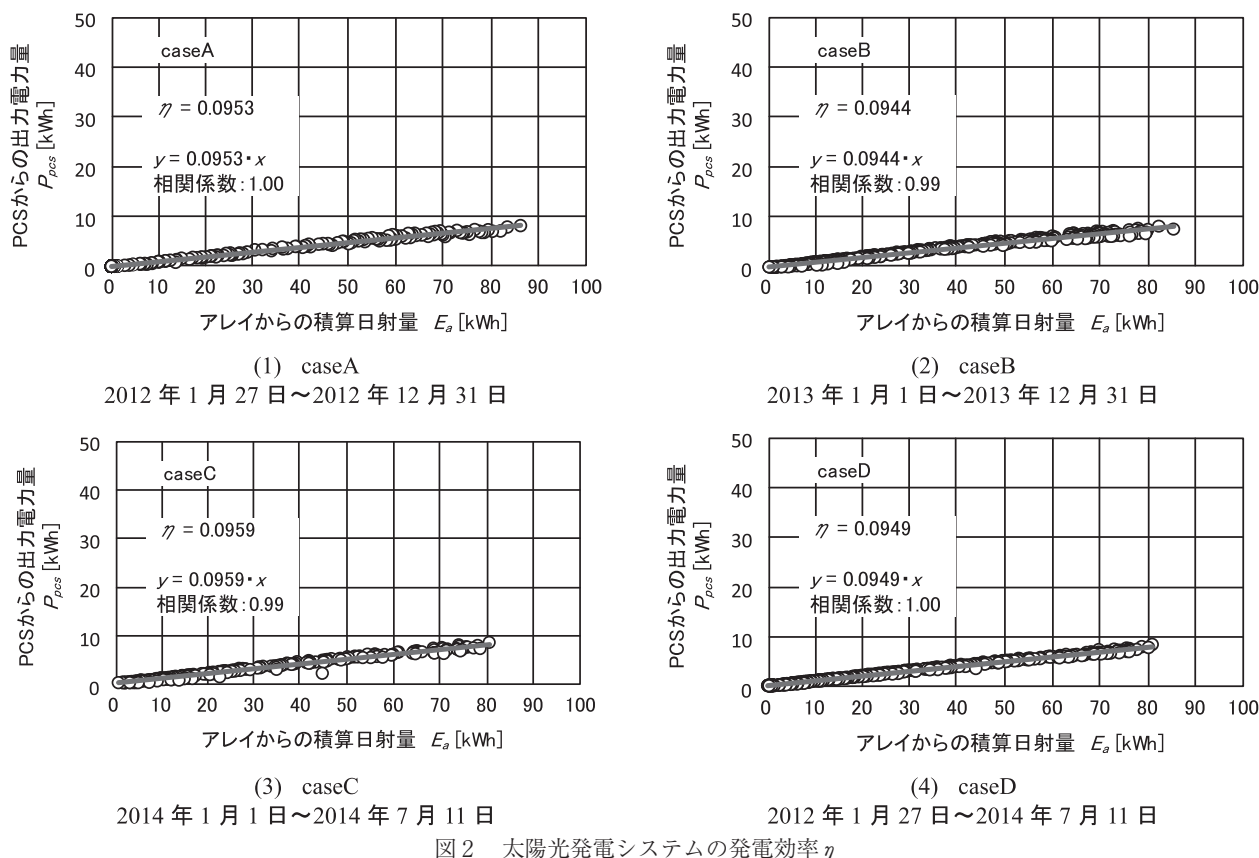 50
40
30
20
10
0
PCSからの出力電力量
Ppcs [kWh]
caseA
η = 0.0953
y = 0.0953・x
相関係数：1.00
0 10 20 30 40 50 60 70 80 90 100
アレイからの積算日射量 Ea [kWh]
(1) caseA
2012 年 1 月 27 日～2012 年 12 月 31 日
50
40
30
20
10
0
PCSからの出力電力量
Ppcs [kWh]
caseB
η = 0.0944
y = 0.0944・x
相関係数：0.99
0 10 20 30 40 50 60 70 80 90 100
アレイからの積算日射量 Ea [kWh]
(2) caseB
2013 年 1 月 1 日～2013 年 12 月 31 日
50
40
30
20
10
0
PCSからの出力電力量
Ppcs [kWh]
caseC
η = 0.0959
y = 0.0959・x
相関係数：0.99
0 10 20 30 40 50 60 70 80 90 100
アレイからの積算日射量 Ea [kWh]
(3) caseC
2014 年 1 月 1 日～2014 年 7 月 11 日
50
40
30
20
10
0
PCSからの出力電力量
Ppcs [kWh]
caseD
η = 0.0949
y = 0.0949・x
相関係数：1.00
0 10 20 30 40 50 60 70 80 90 100
アレイからの積算日射量 Ea [kWh]
(4) caseD
2012 年 1 月 27 日～2014 年 7 月 11 日
図２　太陽光発電システムの発電効率 η